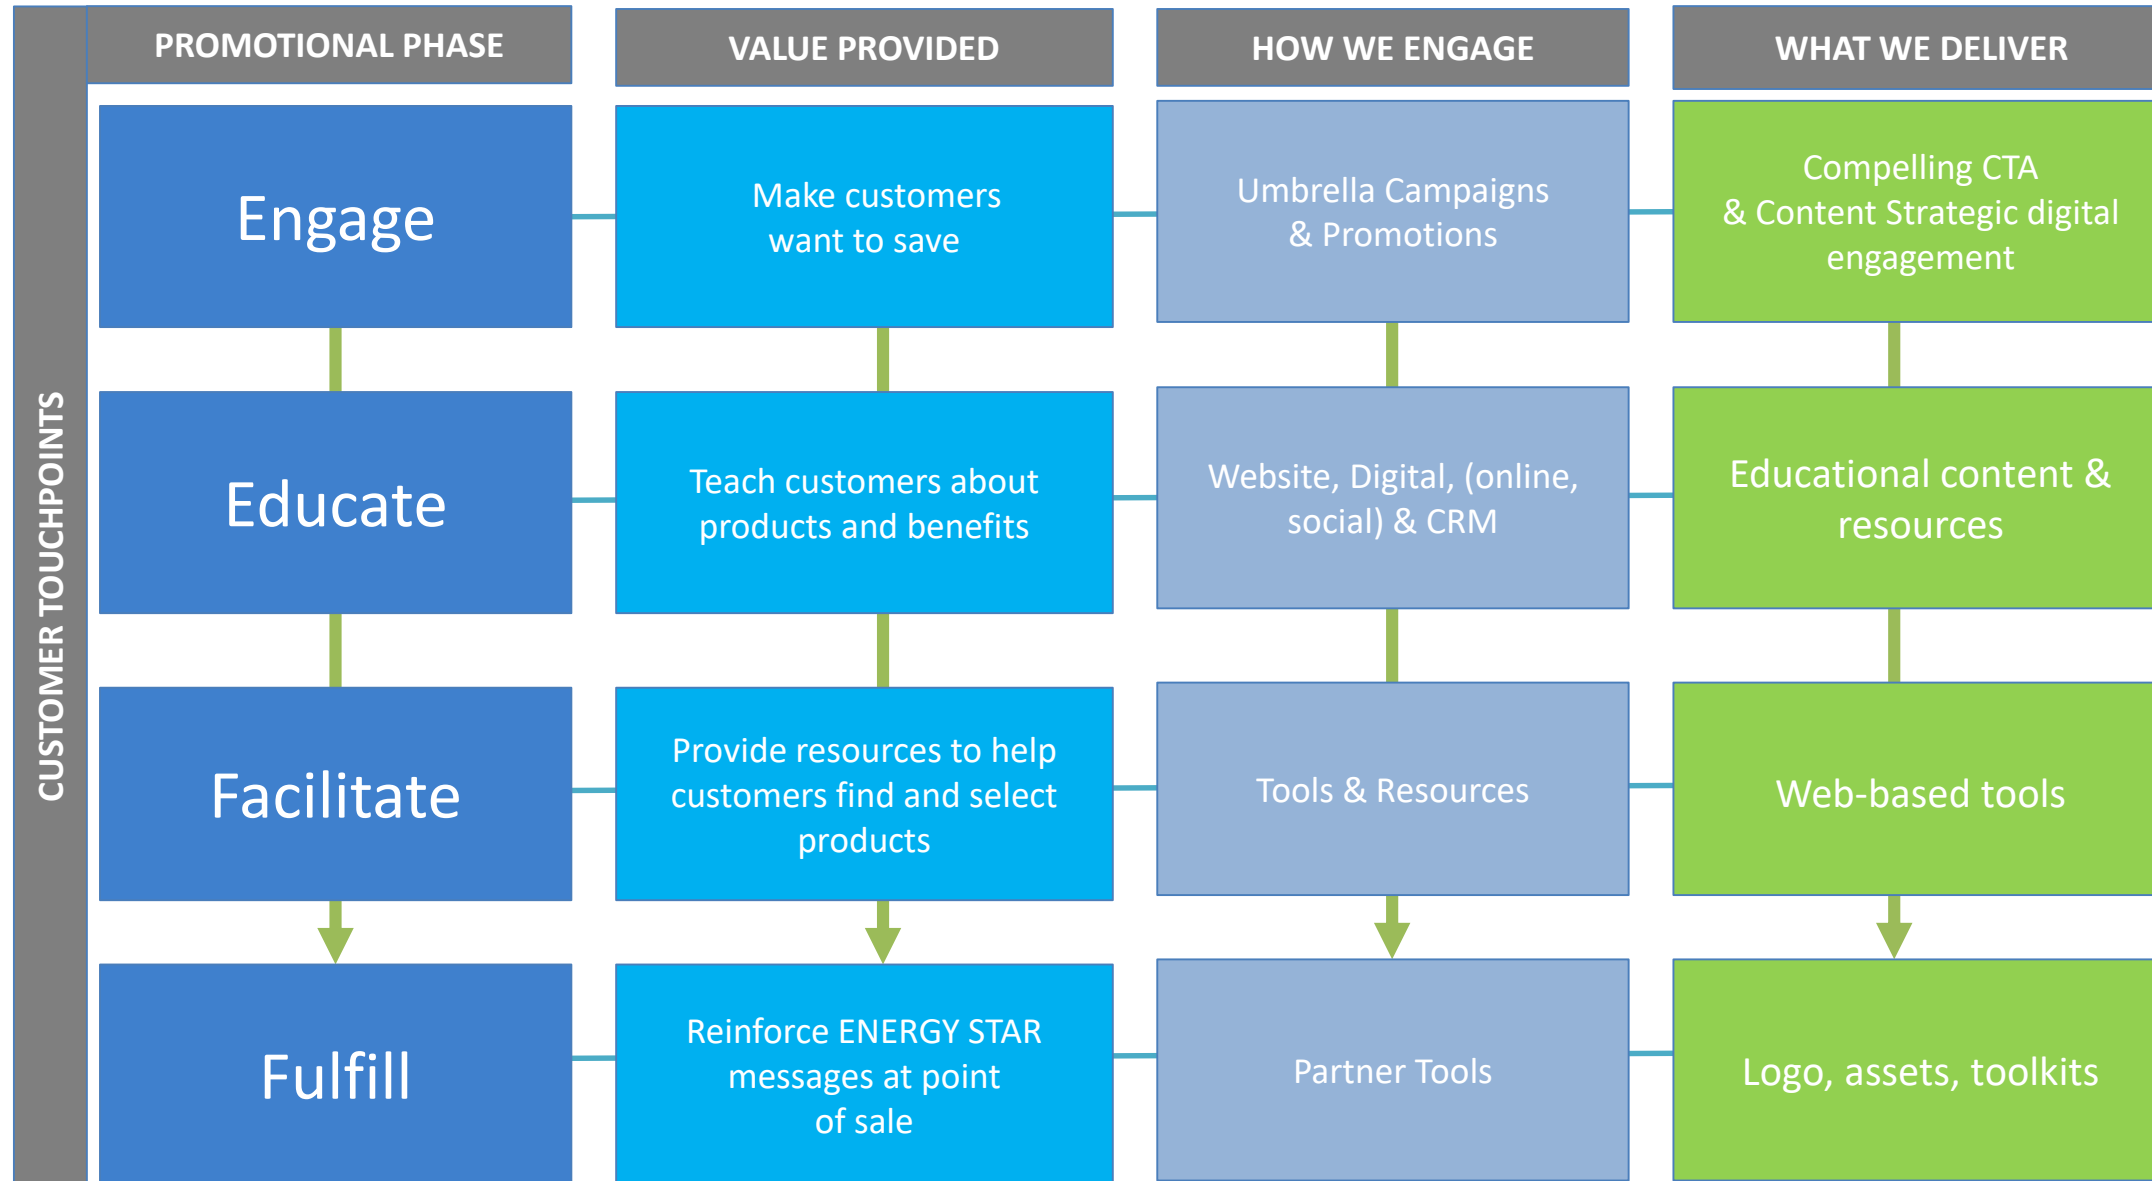 CUSTOMER TOUCHPOINTS
PROMOTIONAL PHASE
VALUE PROVIDED
HOW WE ENGAGE
WHAT WE DELIVER
Engage
Make customers
want to save
Umbrella Campaigns
& Promotions
Compelling CTA
& Content Strategic digital
engagement
Educate
Teach customers about
products and benefits
Website, Digital, (online,
social) & CRM
Educational content &
resources
Facilitate
Provide resources to help
customers find and select
products
Tools & Resources
Web-based tools
Fulfill
Reinforce ENERGY STAR
messages at point
of sale
Partner Tools
Logo, assets, toolkits